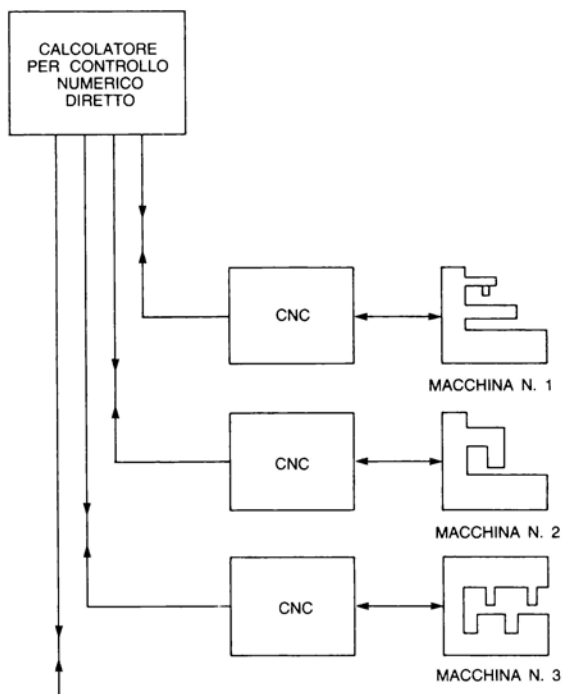 CALCOLATORE
PER CONTROLLO
NUMERICO
DIRETTO
CNC
MACCHINA N. 1
CNC
MACCHINA N. 2
CNC
MACCHINA N. 3